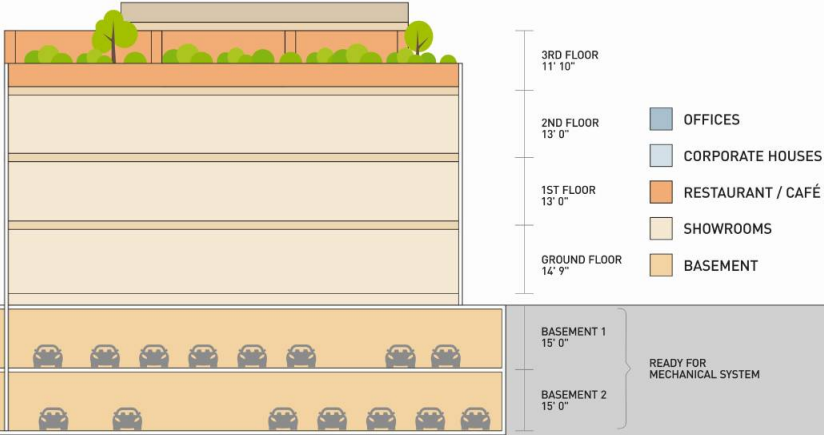 3RD FLOOR
11' 10"
2ND FLOOR
13' 0"
1ST FLOOR
13' 0"
GROUND FLOOR
14' 9"
BASEMENT 1
15' 0"
BASEMENT 2
15' 0"
READY FOR
MECHANICAL SYSTEM
OFFICES
CORPORATE HOUSES
RESTAURANT / CAFÉ
SHOWROOMS
BASEMENT